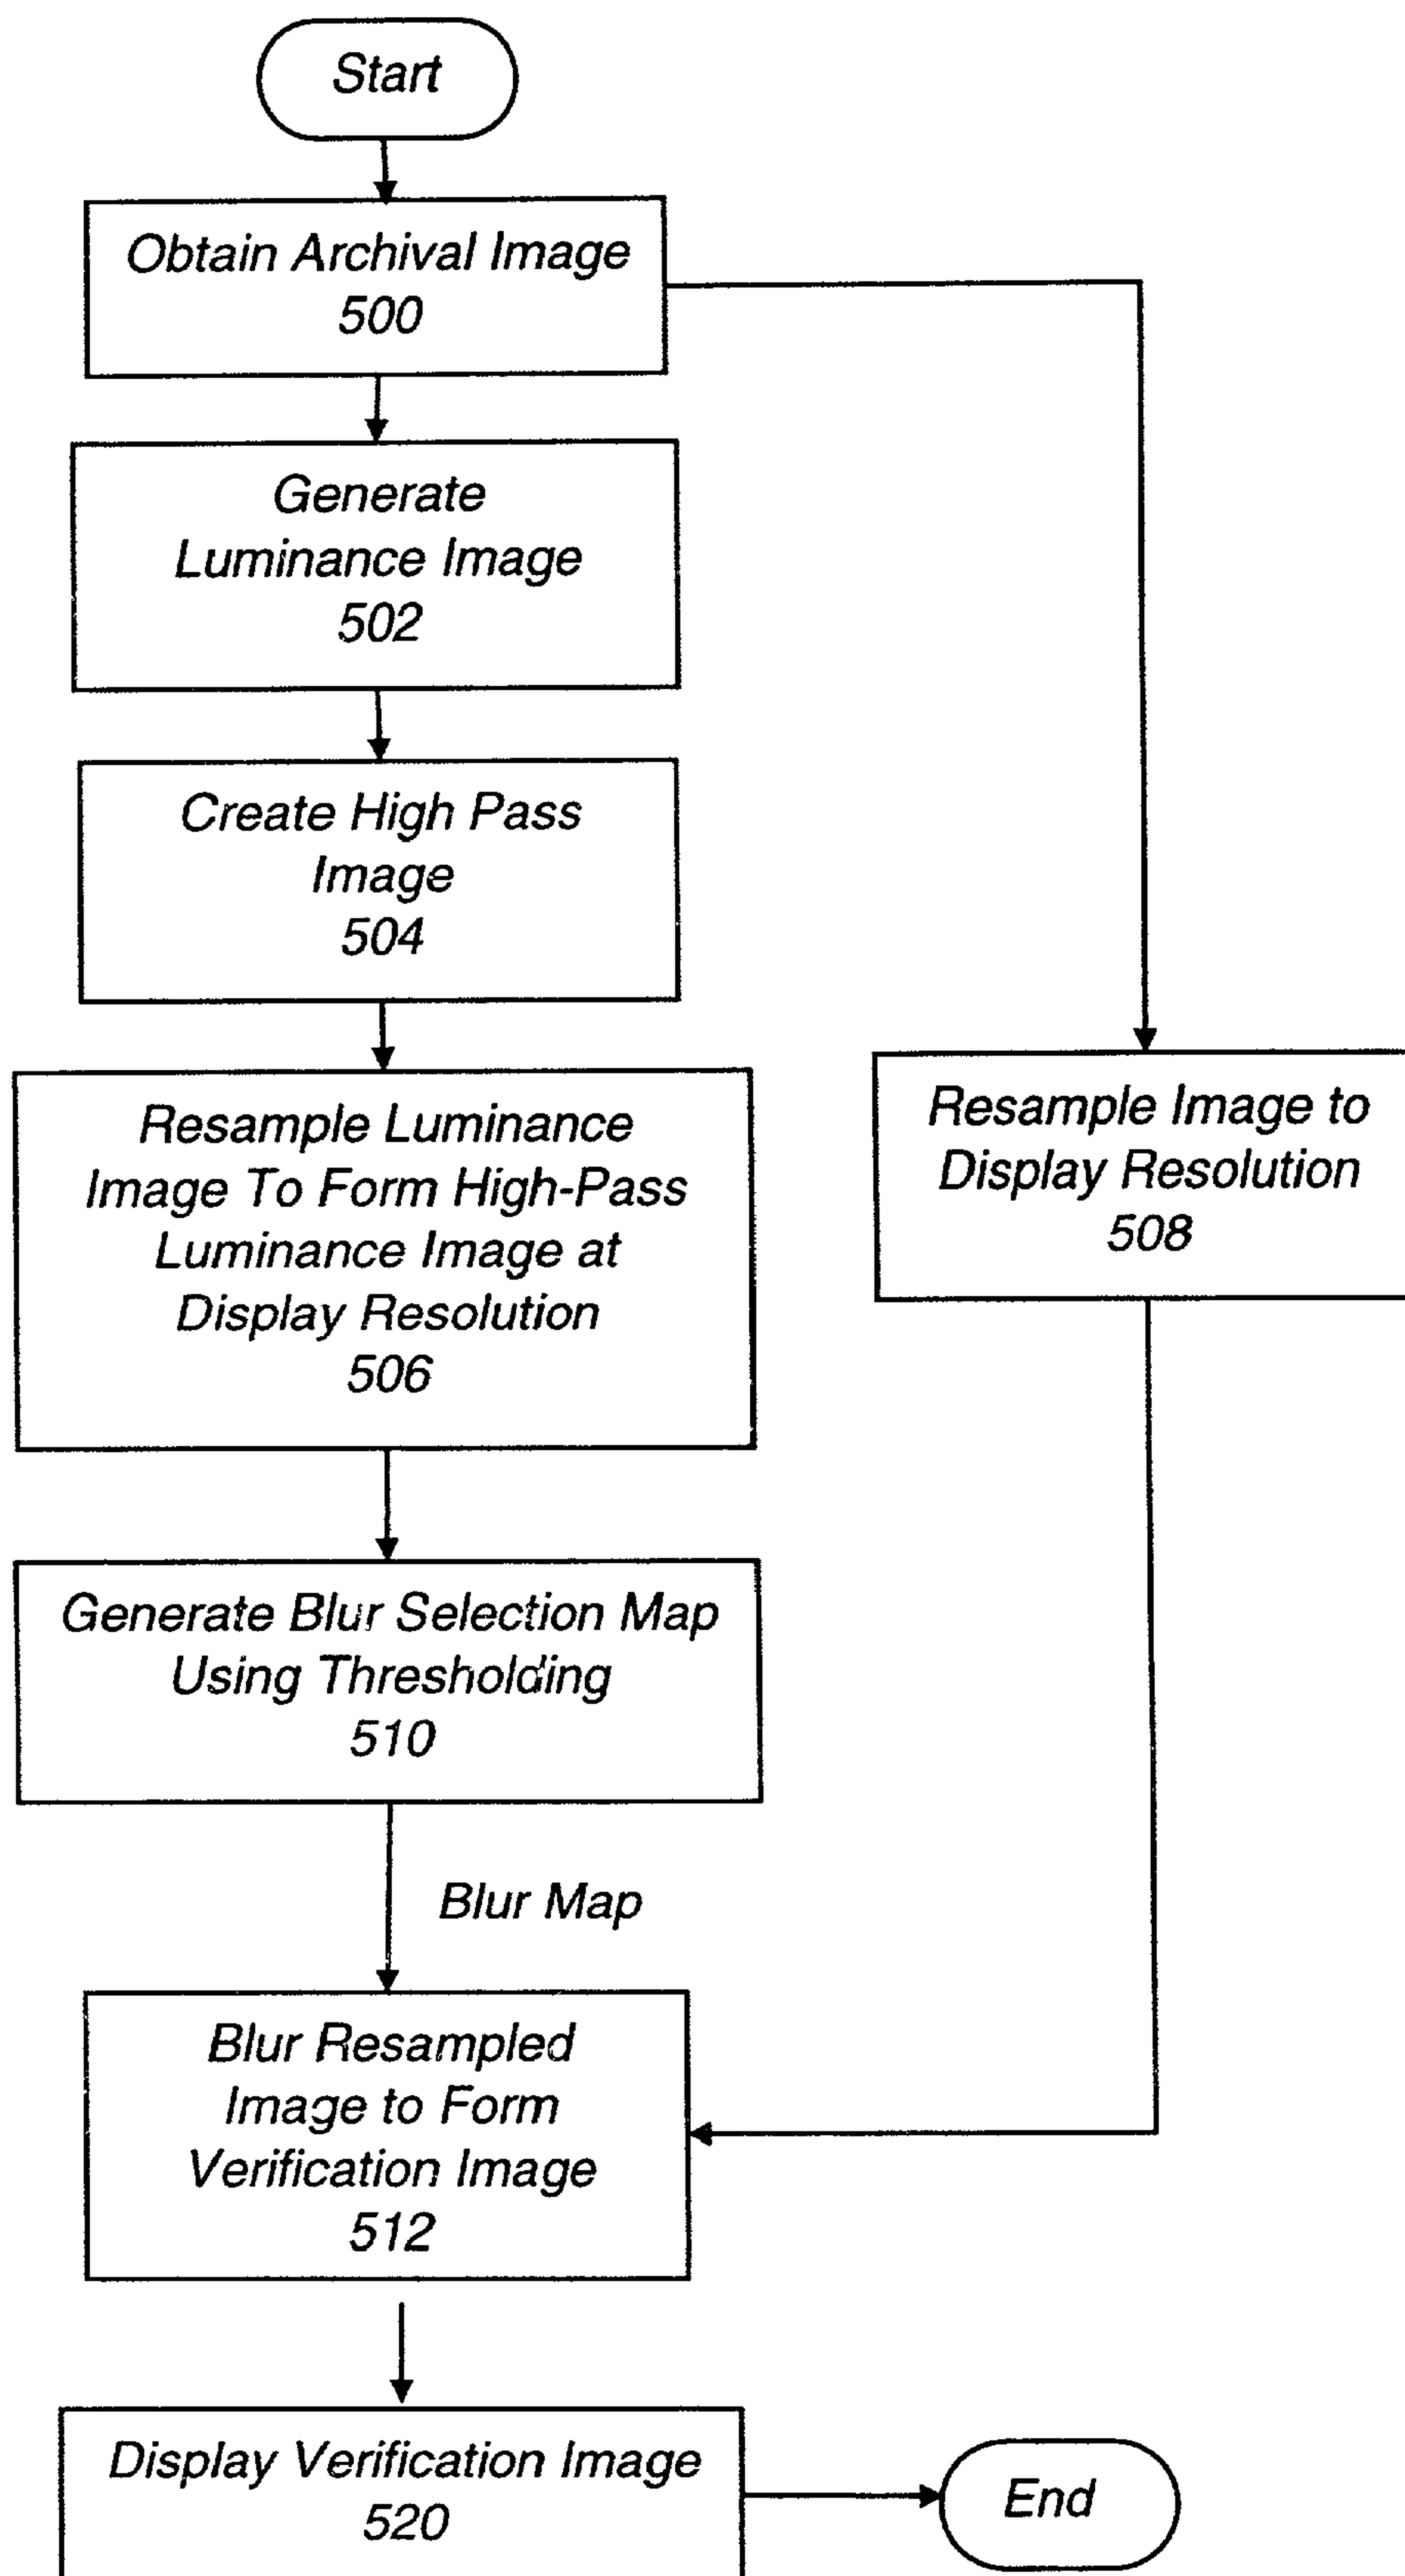 Start
Obtain Archival Image
500
Generate
Luminance Image
502
Create High Pass
Image
504
Resample Luminance
Image To Form High-Pass
Luminance Image at
Display Resolution
506
Resample Image to
Display Resolution
508
Generate Blur Selection Map
Using Thresholding
510
Blur Map
Blur Resampled
Image to Form
Verification Image
512
Display Verification Image
520
End